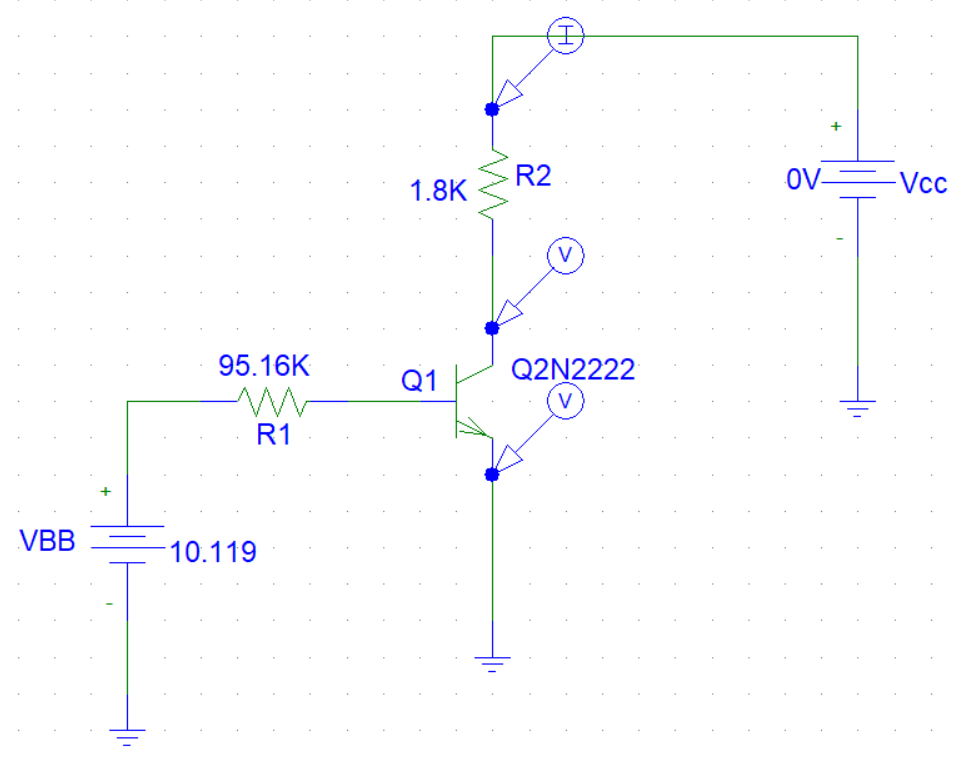 I
+
R2
1.8K
0V
Vcc
-
V
95.16K
Q1
Q2N2222
V
R1
+
VBB
10.119
-